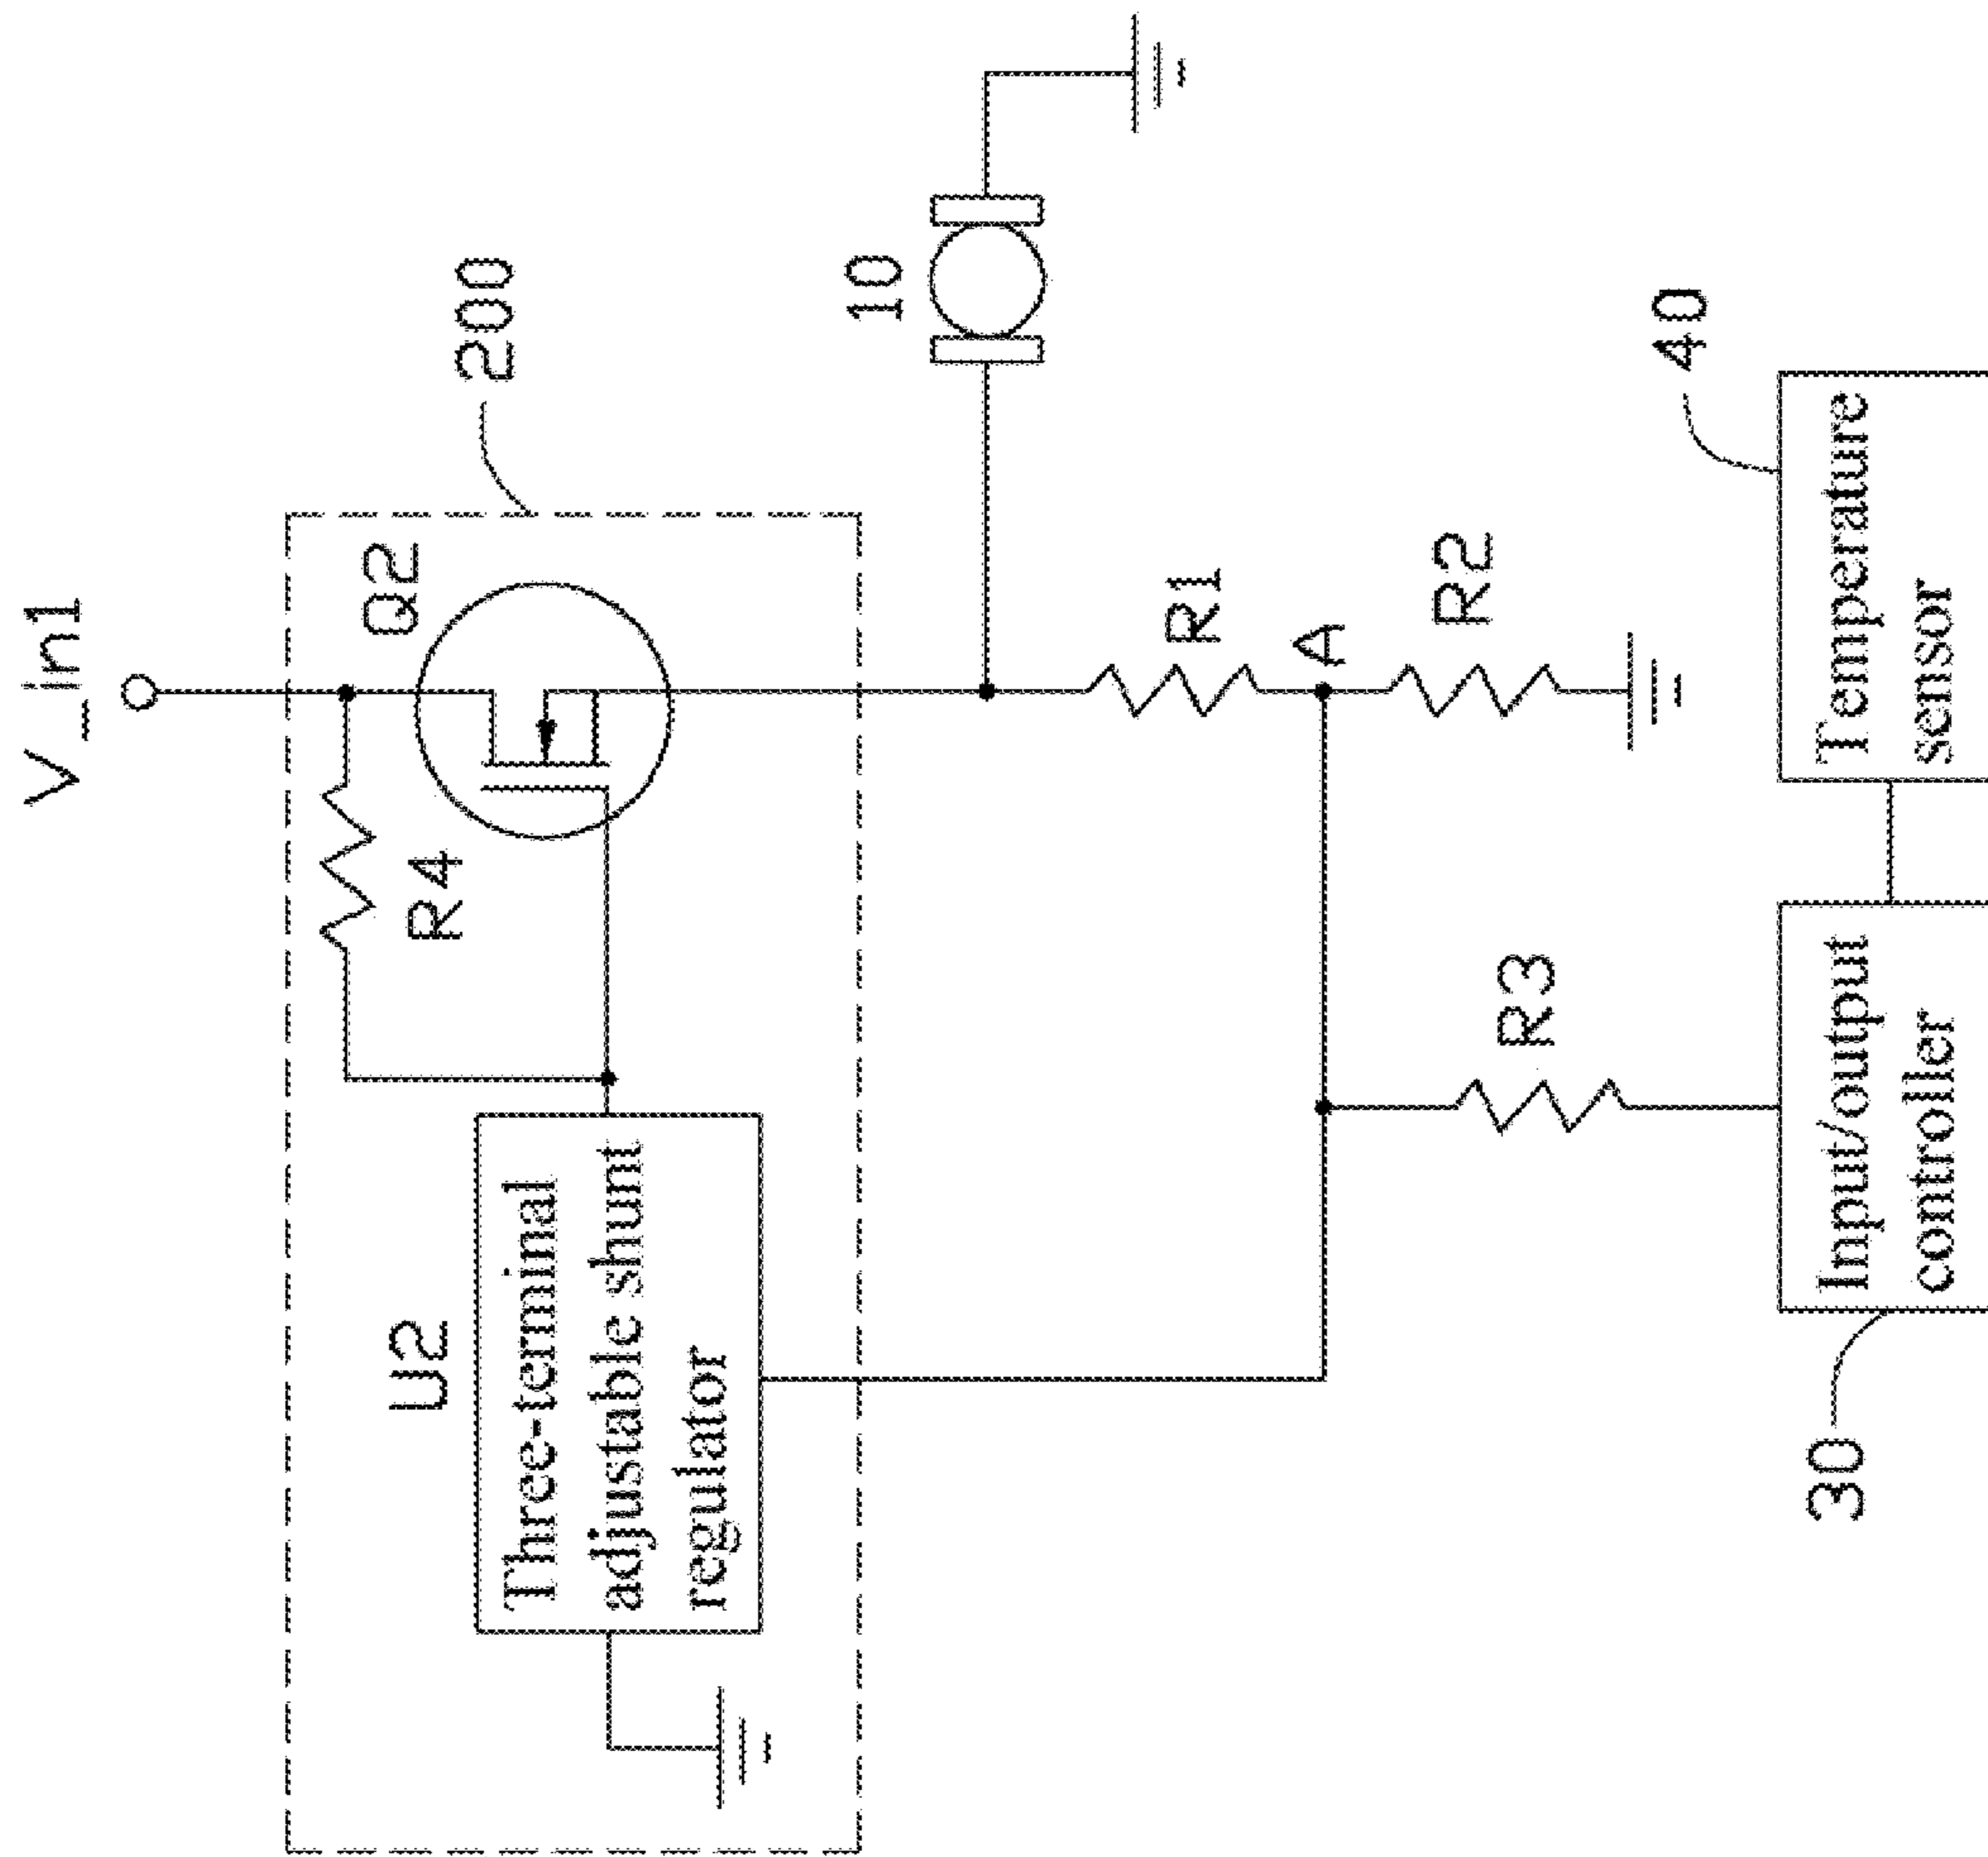 V_in1
Q2
200
R4
U2
Three-terminal
adjustable shunt
regulator
10
R1
A
R2
R3
40
Temperature
sensor
Input/output
controller
30